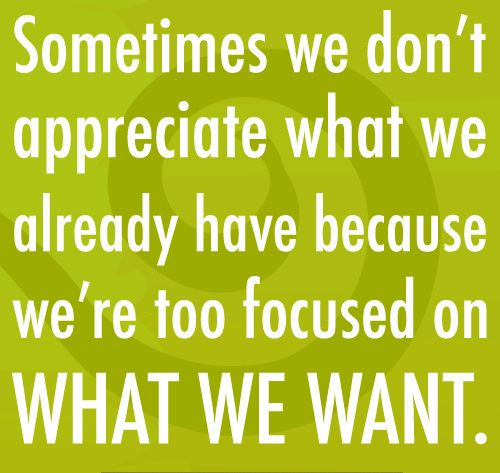 Sometimes we don't
appreciate what we
already have because
we're too focused on
WHAT WE WANT.